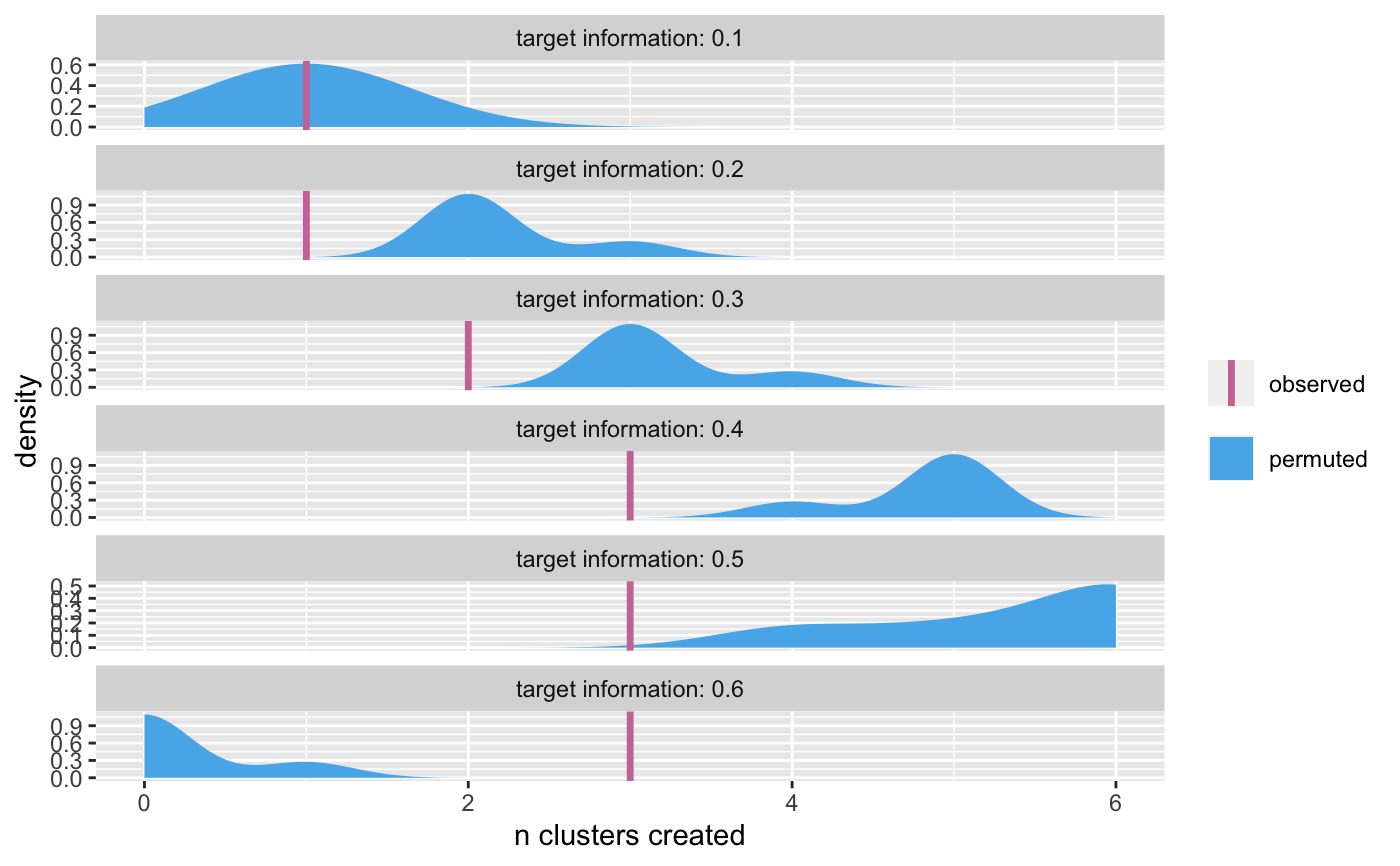 target information: 0.1
0.6
0.4
0.2
0.0
target information: 0.2
0.9
0.6
0.3
0.0
target information: 0.3
0.9
0.6
0.3
0.0
target information: 0.4
0.9
0.6
0.3
0.0
target information: 0.5
0.5
0.4
0.3
0.2
0.1
0.0
target information: 0.6
0.9
0.6
0.3
0.0
0 2 4 6
n clusters created
density
observed
permuted